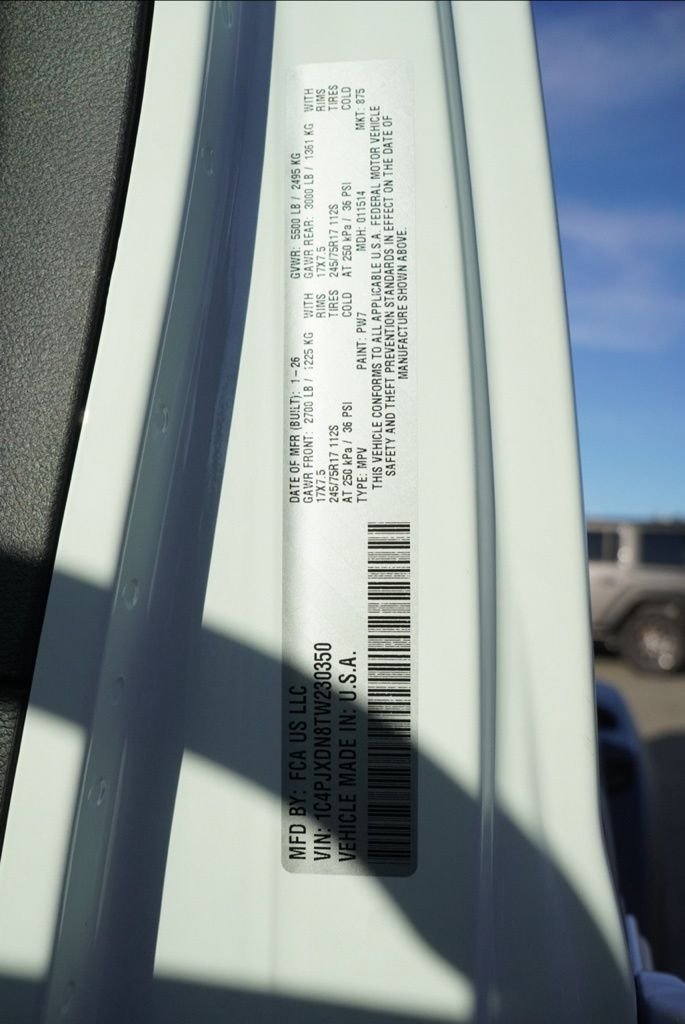 DATE OF MFR (BUILT): 1-26 GVWR: 5500 LB / 2495 KG
GAWR FRONT: 2700 LB / 1225 KG WITH GAWR REAR: 3000 LB / 1361 KG WITH
17X7.5 RIMS 17X7.5 RIMS
245/75R17 112S TIRES 245/75R17 112S TIRES
AT 250 kPa / 36 PSI COLD AT 250 kPa / 36 PSI COLD
TYPE: MPV PAINT: PW7 MDH: 011514 MKT: 875
THIS VEHICLE CONFORMS TO ALL APPLICABLE U.S.A. FEDERAL MOTOR VEHICLE
SAFETY AND THEFT PREVENTION STANDARDS IN EFFECT ON THE DATE OF
MANUFACTURE SHOWN ABOVE.
MFD BY: FCA US LLC
VIN: 1C4PJXDN8TW230350
VEHICLE MADE IN: U.S.A.